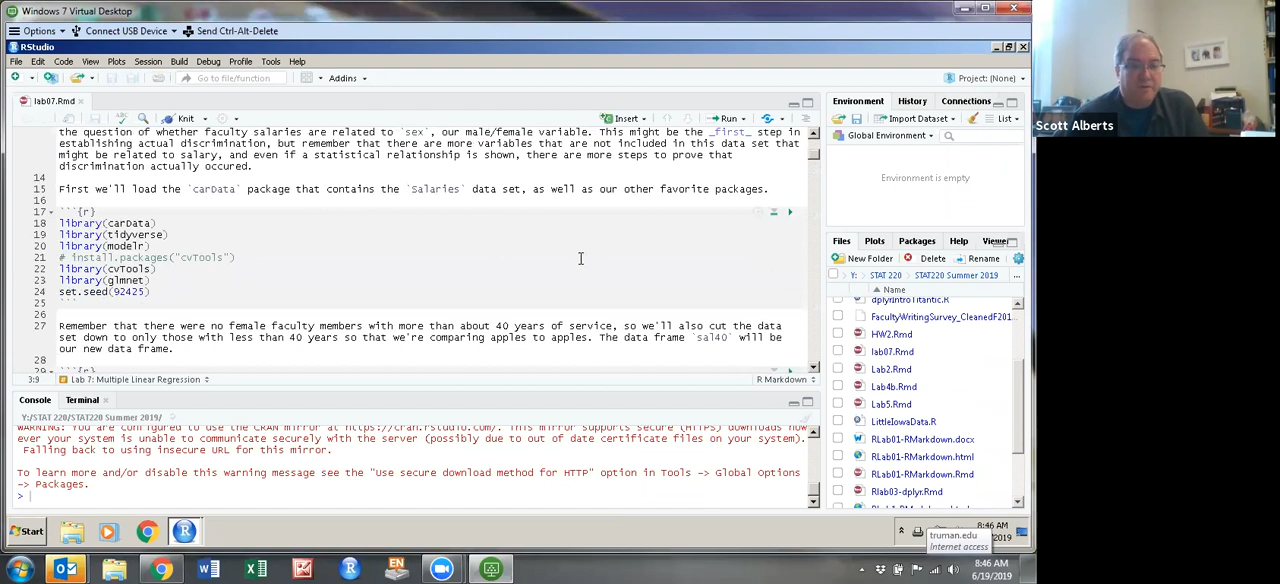 Windows 7 Virtual Desktop
Options Connect USB Device Send Ctrl-Alt-Delete
RStudio
File Edit Code View Plots Session Build Debug Profile Tools Help
Go to file/function Addins Project: (None)
lab07.Rmd
Knit Insert Run
the question of whether faculty salaries are related to `sex`, our male/female variable. This might be the _first_ step in
establishing actual discrimination, but remember that there are more variables that are not included in this data set that
might be related to salary, and even if a statistical relationship is shown, there are more steps to prove that
discrimination actually occured.
14
15 First we'll load the `carData` package that contains the `Salaries` data set, as well as our other favorite packages.
16
17 ```{r}
18 library(carData)
19 library(tidyverse)
20 library(modelr)
21 # install.packages("cvTools")
22 library(cvTools)
23 library(glmnet)
24 set.seed(92425)
25 ```
26
27 Remember that there were no female faculty members with more than about 40 years of service, so we'll also cut the data
set down to only those with less than 40 years so that we're comparing apples to apples. The data frame `sal40` will be
our new data frame.
28
29 ```{r}
3:9 Lab 7: Multiple Linear Regression R Markdown
Console Terminal
Y:/STAT 220/STAT220 Summer 2019/
WARNING: You are configured to use the CRAN mirror at https://cran.rstudio.com/. This mirror supports secure (HTTPS) downloads how
ever your system is unable to communicate securely with the server (possibly due to out of date certificate files on your system).
Falling back to using insecure URL for this mirror.
To learn more and/or disable this warning message see the "Use secure download method for HTTP" option in Tools -> Global Options
-> Packages.
>
Environment History Connections
Import Dataset List
Global Environment
Environment is empty
Files Plots Packages Help Viewer
New Folder Delete Rename
Y: STAT 220 STAT220 Summer 2019 ...
Name
dplyrIntroTitantic.R
FacultyWritingSurvey_CleanedF201...
HW2.Rmd
lab07.Rmd
Lab2.Rmd
Lab4b.Rmd
Lab5.Rmd
LittleIowaData.R
RLab01-RMarkdown.docx
RLab01-RMarkdown.html
RLab01-RMarkdown.Rmd
Rlab03-dplyr.Rmd
Start
8:46 AM
truman.edu
Internet access
8:46 AM
6/19/2019
Scott Alberts